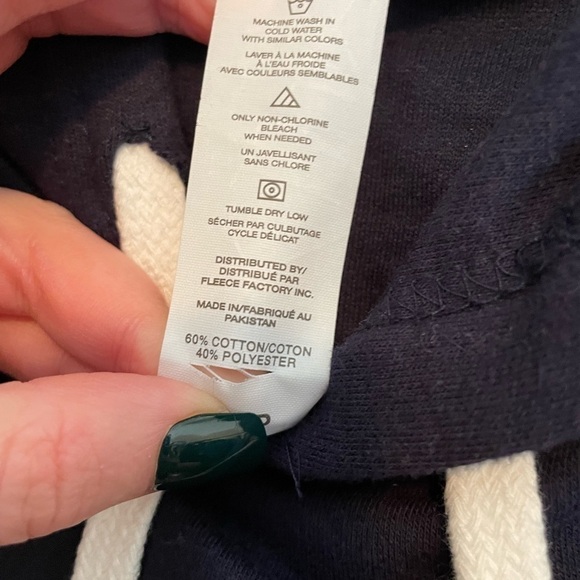 MACHINE WASH IN
COLD WATER
WITH SIMILAR COLORS
LAVER À LA MACHINE
À L'EAU FROIDE
AVEC COULEURS SEMBLABLES
ONLY NON-CHLORINE
BLEACH
WHEN NEEDED
UN JAVELLISANT
SANS CHLORE
TUMBLE DRY LOW
SÉCHER PAR CULBUTAGE
CYCLE DÉLICAT
DISTRIBUTED BY/
DISTRIBUÉ PAR
FLEECE FACTORY INC.
MADE IN/FABRIQUÉ AU
PAKISTAN
60% COTTON/COTON
40% POLYESTER